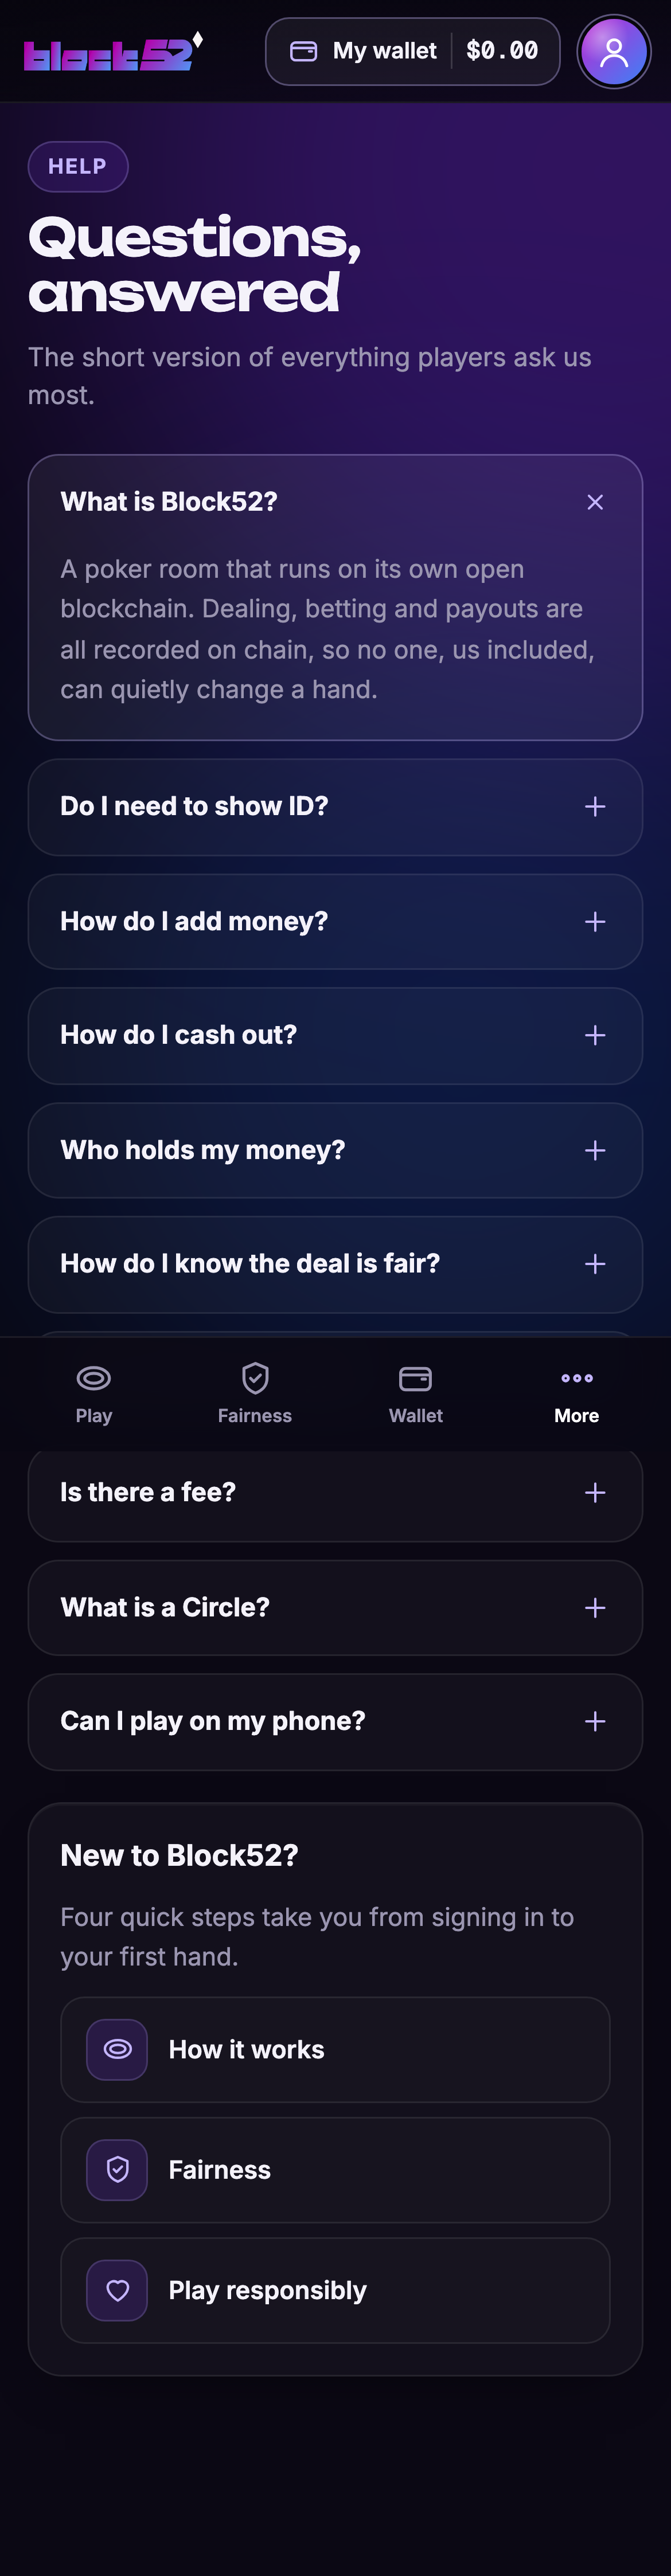 block52
My wallet $0.00
HELP
Questions,
answered
The short version of everything players ask us
most.
What is Block52?
A poker room that runs on its own open
blockchain. Dealing, betting and payouts are
all recorded on chain, so no one, us included,
can quietly change a hand.
Do I need to show ID?
How do I add money?
How do I cash out?
Who holds my money?
How do I know the deal is fair?
Play Fairness Wallet More
Is there a fee?
What is a Circle?
Can I play on my phone?
New to Block52?
Four quick steps take you from signing in to
your first hand.
How it works
Fairness
Play responsibly